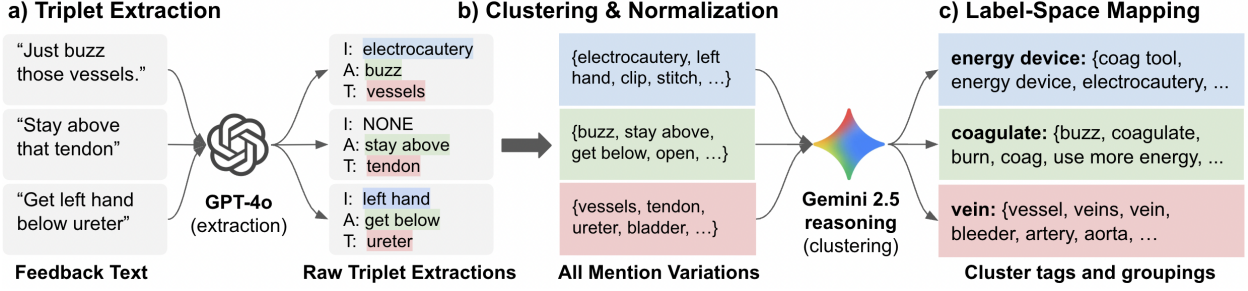 a) Triplet Extraction
“Just buzz
those vessels.”
“Stay above
that tendon”
“Get left hand
below ureter”
Feedback Text
GPT-4o
(extraction)
I: electrocautery
A: buzz
T: vessels
I: NONE
A: stay above
T: tendon
I: left hand
A: get below
T: ureter
Raw Triplet Extractions
b) Clustering & Normalization
{electrocautery, left
hand, clip, stitch, …}
{buzz, stay above,
get below, open, …}
{vessels, tendon,
ureter, bladder, …}
All Mention Variations
Gemini 2.5
reasoning
(clustering)
c) Label-Space Mapping
energy device: {coag tool,
energy device, electrocautery, ...
coagulate: {buzz, coagulate,
burn, coag, use more energy, ...
vein: {vessel, veins, vein,
bleeder, artery, aorta, …
Cluster tags and groupings